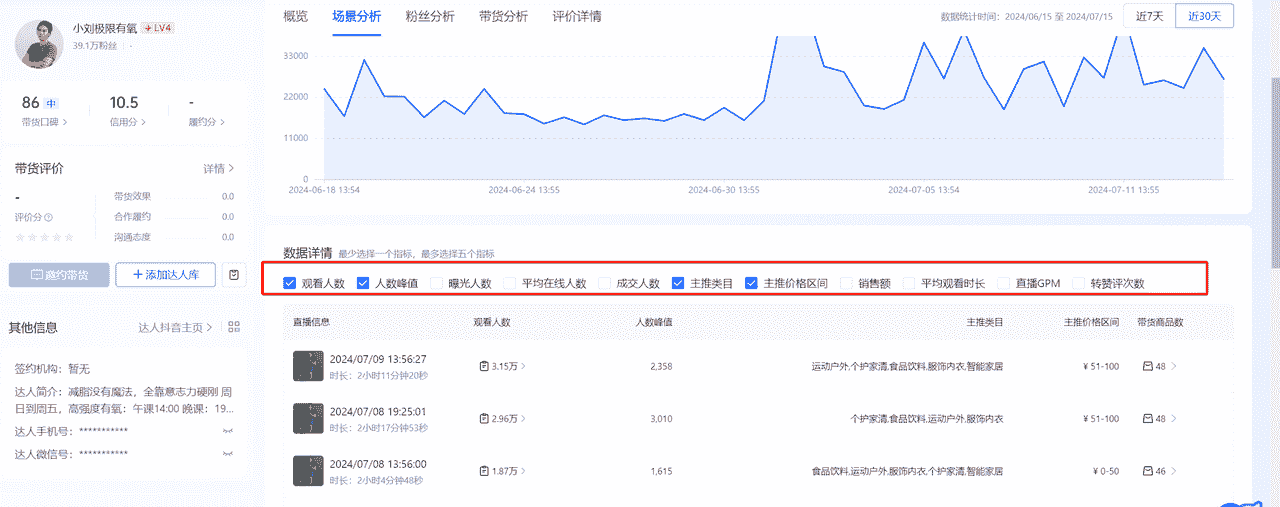 小刘极限有氧 LV4
39.1万粉丝 -
86 中 10.5 -
带货口碑 信用分 履约分
带货评价 详情
- 带货效果 0.0
评价分 合作履约 0.0
沟通态度 0.0
邀约带货 +添加达人库
其他信息 达人抖音主页
签约机构：暂无
达人简介：减脂没有魔法，全靠意志力硬刚 周
日到周五，高强度有氧：午课14:00 晚课：19...
达人手机号：***********
达人微信号：***********
概览 场景分析 粉丝分析 带货分析 评价详情 数据统计时间：2024/06/15 至 2024/07/15 近7天 近30天
33000
22000
11000
0
2024-06-18 13:54 2024-06-24 13:55 2024-06-30 13:55 2024-07-05 13:54 2024-07-11 13:55
数据详情 最少选择一个指标，最多选择五个指标
观看人数 人数峰值 曝光人数 平均在线人数 成交人数 主推类目 主推价格区间 销售额 平均观看时长 直播GPM 转赞评次数
直播信息 观看人数 人数峰值 主推类目 主推价格区间 带货商品数
2024/07/09 13:56:27 3.15万 2,358 运动户外,个护家清,食品饮料,服饰内衣,智能家居 ¥51-100 48
时长：2小时11分钟20秒
2024/07/08 19:25:01 2.96万 3,010 个护家清,食品饮料,运动户外,服饰内衣 ¥51-100 48
时长：2小时17分钟53秒
2024/07/08 13:56:00 1.87万 1,615 食品饮料,运动户外,服饰内衣,个护家清,智能家居 ¥0-50 46
时长：2小时4分钟48秒